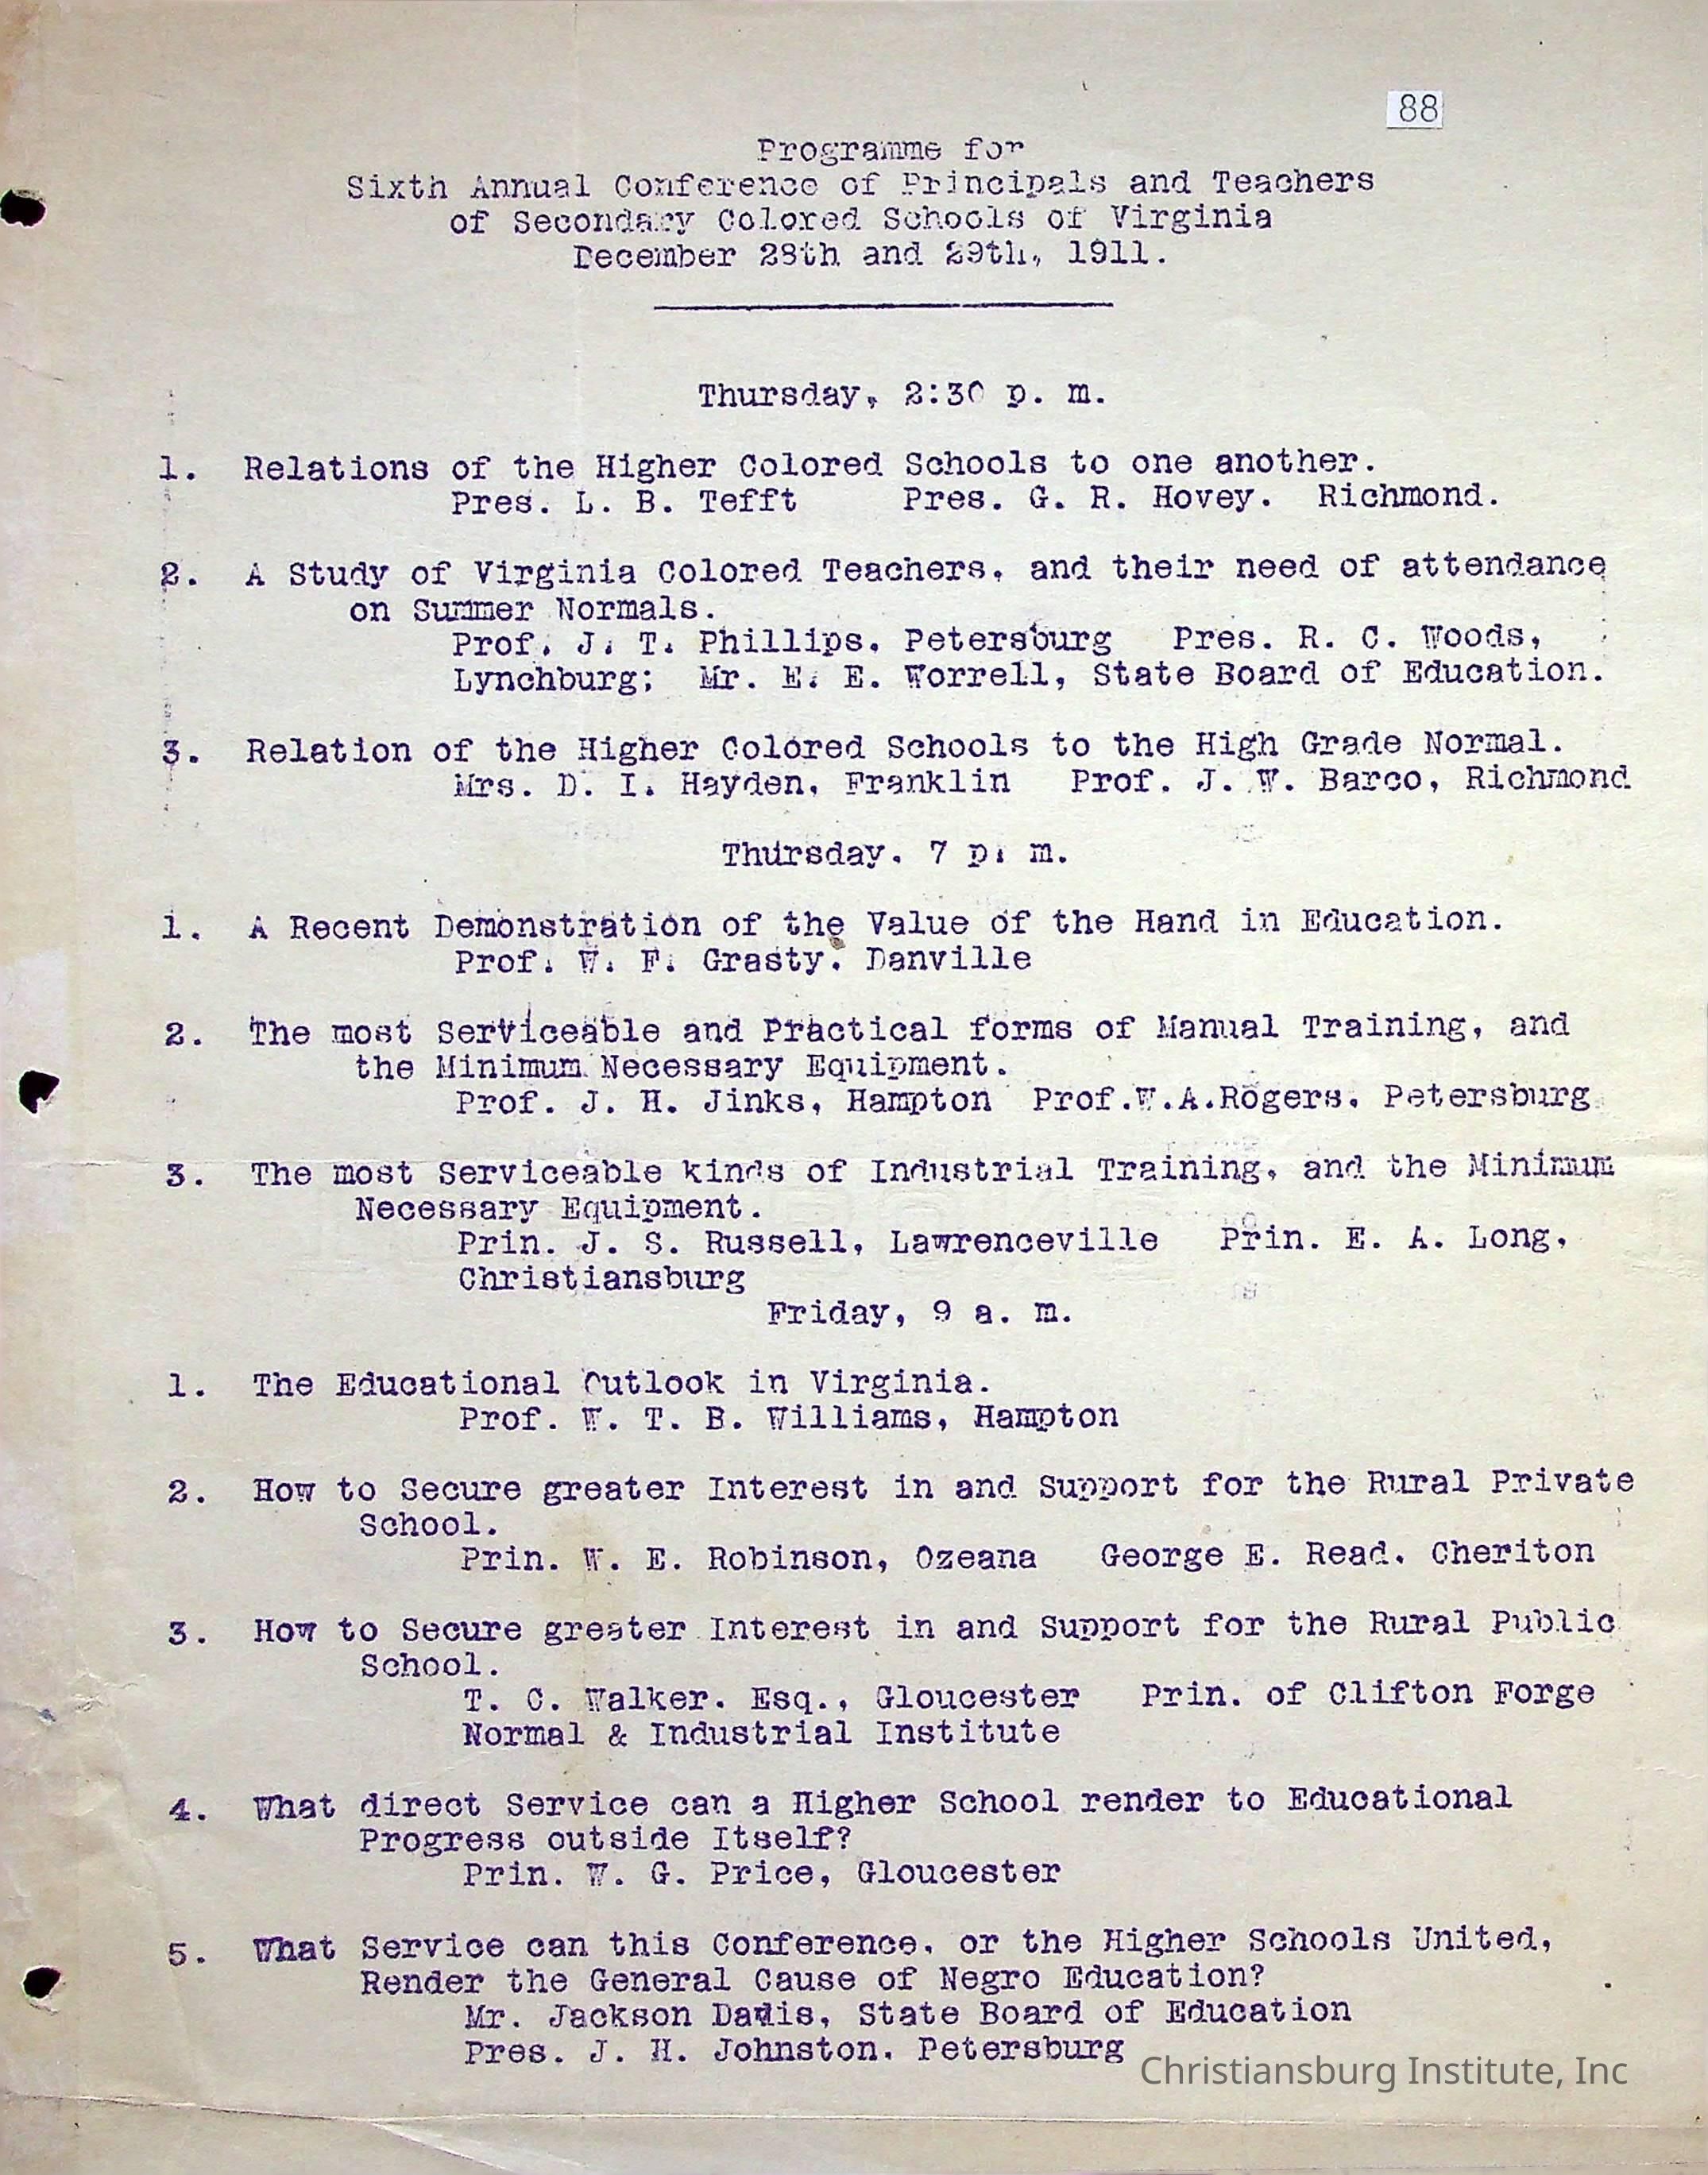 88
Programme for
Sixth Annual Conference of Principals and Teachers
of Secondary Colored Schools of Virginia
December 28th and 29th, 1911.
Thursday, 2:30 p. m.
1. Relations of the Higher Colored Schools to one another.
Pres. L. B. Tefft Pres. G. R. Hovey. Richmond.
2. A Study of Virginia Colored Teachers, and their need of attendance
on Summer Normals.
Prof. J. T. Phillips, Petersburg Pres. R. C. Woods,
Lynchburg; Mr. E. E. Worrell, State Board of Education.
3. Relation of the Higher Colored Schools to the High Grade Normal.
Mrs. D. I. Hayden, Franklin Prof. J. W. Barco, Richmond
Thursday, 7 p. m.
1. A Recent Demonstration of the Value of the Hand in Education.
Prof. W. F. Grasty, Danville
2. The most Serviceable and Practical forms of Manual Training, and
the Minimum Necessary Equipment.
Prof. J. H. Jinks, Hampton Prof.W.A.Rogers, Petersburg
3. The most Serviceable kinds of Industrial Training, and the Minimum
Necessary Equipment.
Prin. J. S. Russell, Lawrenceville Prin. E. A. Long,
Christiansburg
Friday, 9 a. m.
1. The Educational Outlook in Virginia.
Prof. W. T. B. Williams, Hampton
2. How to Secure greater Interest in and Support for the Rural Private
School.
Prin. W. E. Robinson, Ozeana George E. Read, Cheriton
3. How to Secure greater Interest in and Support for the Rural Public
School.
T. C. Walker, Esq., Gloucester Prin. of Clifton Forge
Normal & Industrial Institute
4. What direct Service can a Higher School render to Educational
Progress outside Itself?
Prin. W. G. Price, Gloucester
5. What Service can this Conference, or the Higher Schools United,
Render the General Cause of Negro Education?
Mr. Jackson Davis, State Board of Education
Pres. J. H. Johnston, Petersburg
Christiansburg Institute, Inc